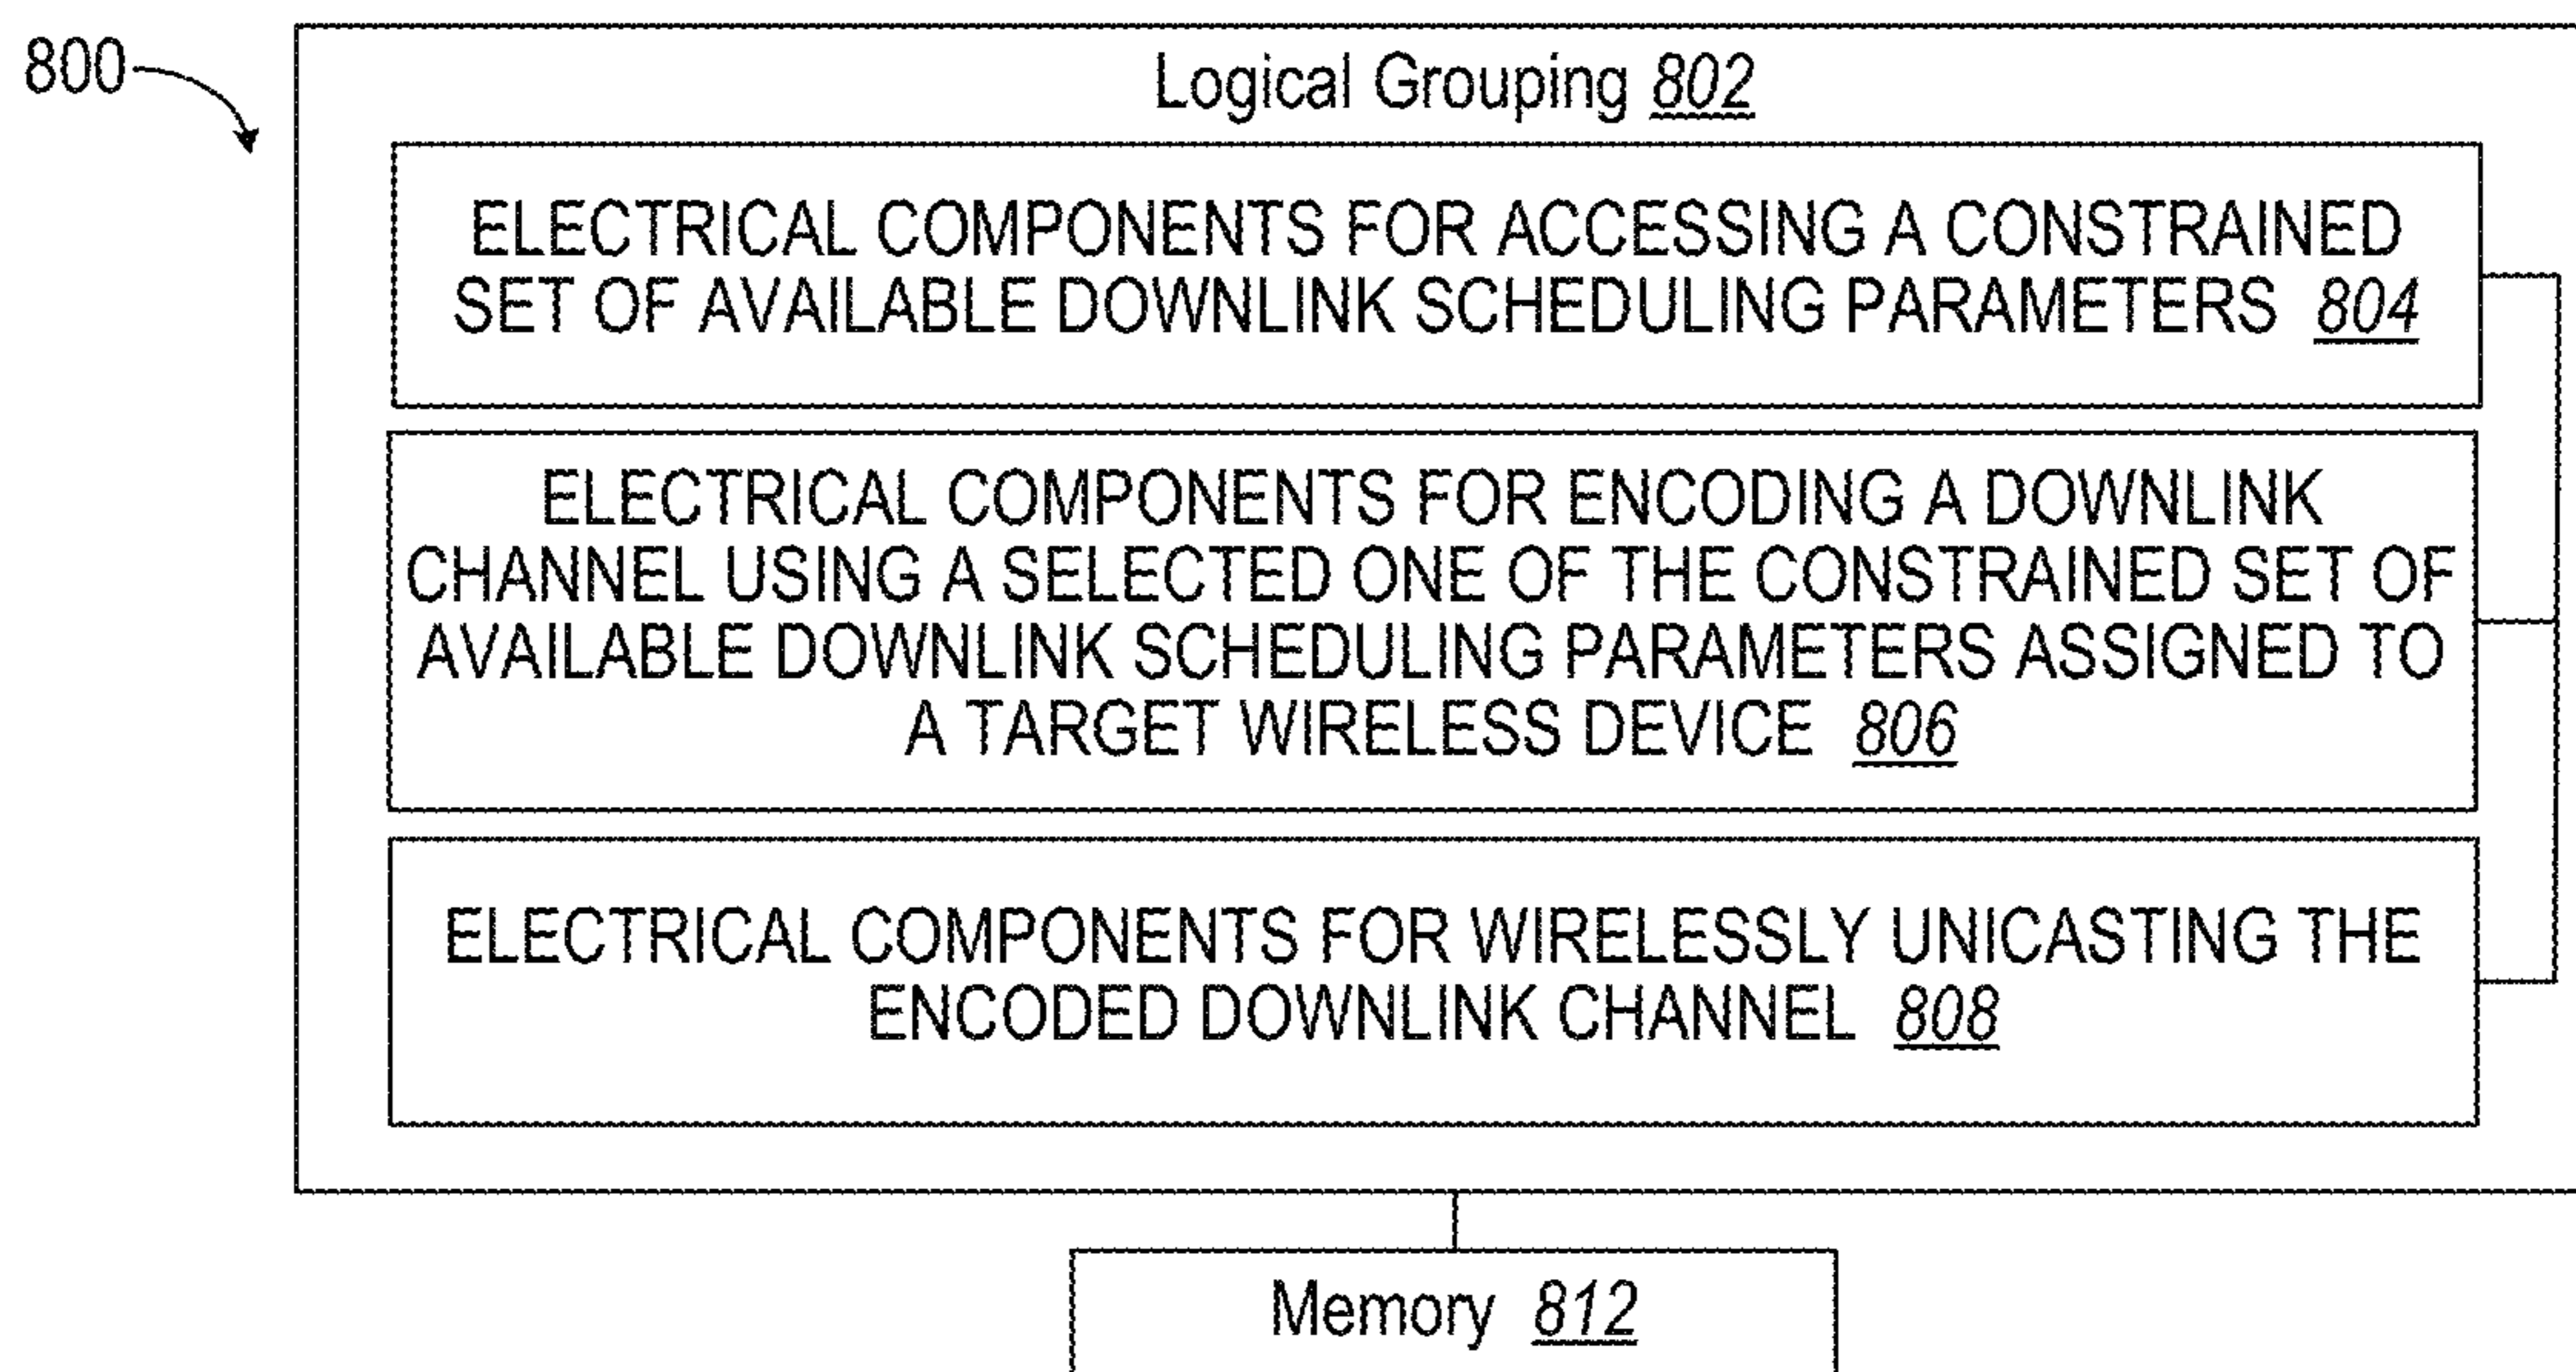 800
Logical Grouping 802
ELECTRICAL COMPONENTS FOR ACCESSING A CONSTRAINED
SET OF AVAILABLE DOWNLINK SCHEDULING PARAMETERS 804
ELECTRICAL COMPONENTS FOR ENCODING A DOWNLINK
CHANNEL USING A SELECTED ONE OF THE CONSTRAINED SET OF
AVAILABLE DOWNLINK SCHEDULING PARAMETERS ASSIGNED TO
A TARGET WIRELESS DEVICE 806
ELECTRICAL COMPONENTS FOR WIRELESSLY UNICASTING THE
ENCODED DOWNLINK CHANNEL 808
Memory 812